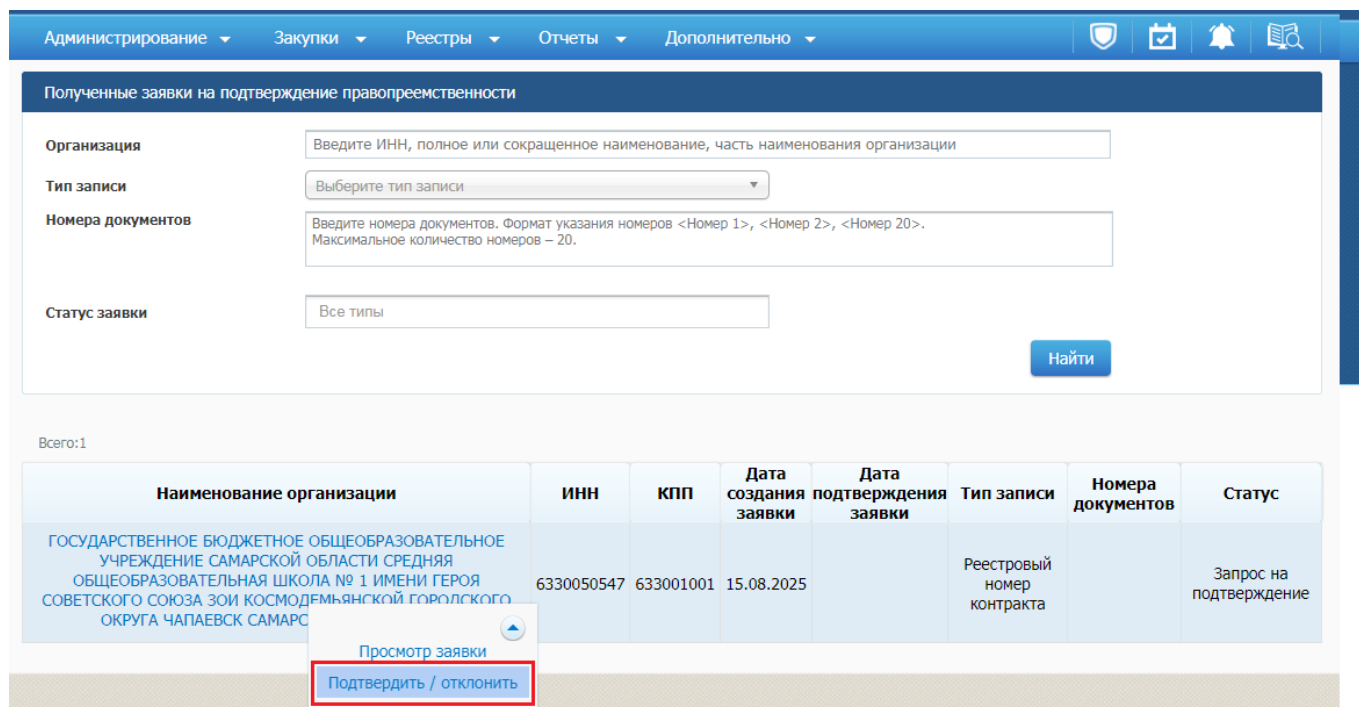 Администрирование Закупки Реестры Отчеты Дополнительно
Полученные заявки на подтверждение правопреемственности
Организация
Введите ИНН, полное или сокращенное наименование, часть наименования организации
Тип записи
Выберите тип записи
Номера документов
Введите номера документов. Формат указания номеров <Номер 1>, <Номер 2>, <Номер 20>.
Максимальное количество номеров – 20.
Статус заявки
Все типы
Найти
Всего:1
Наименование организации
ИНН
КПП
Дата
создания
заявки
Дата
подтверждения
заявки
Тип записи
Номера
документов
Статус
ГОСУДАРСТВЕННОЕ БЮДЖЕТНОЕ ОБЩЕОБРАЗОВАТЕЛЬНОЕ
УЧРЕЖДЕНИЕ САМАРСКОЙ ОБЛАСТИ СРЕДНЯЯ
ОБЩЕОБРАЗОВАТЕЛЬНАЯ ШКОЛА № 1 ИМЕНИ ГЕРОЯ
СОВЕТСКОГО СОЮЗА ЗОИ КОСМОДЕМЬЯНСКОЙ ГОРОДСКОГО
ОКРУГА ЧАПАЕВСК САМАРС
6330050547
633001001
15.08.2025
Реестровый
номер
контракта
Запрос на
подтверждение
Просмотр заявки
Подтвердить / отклонить